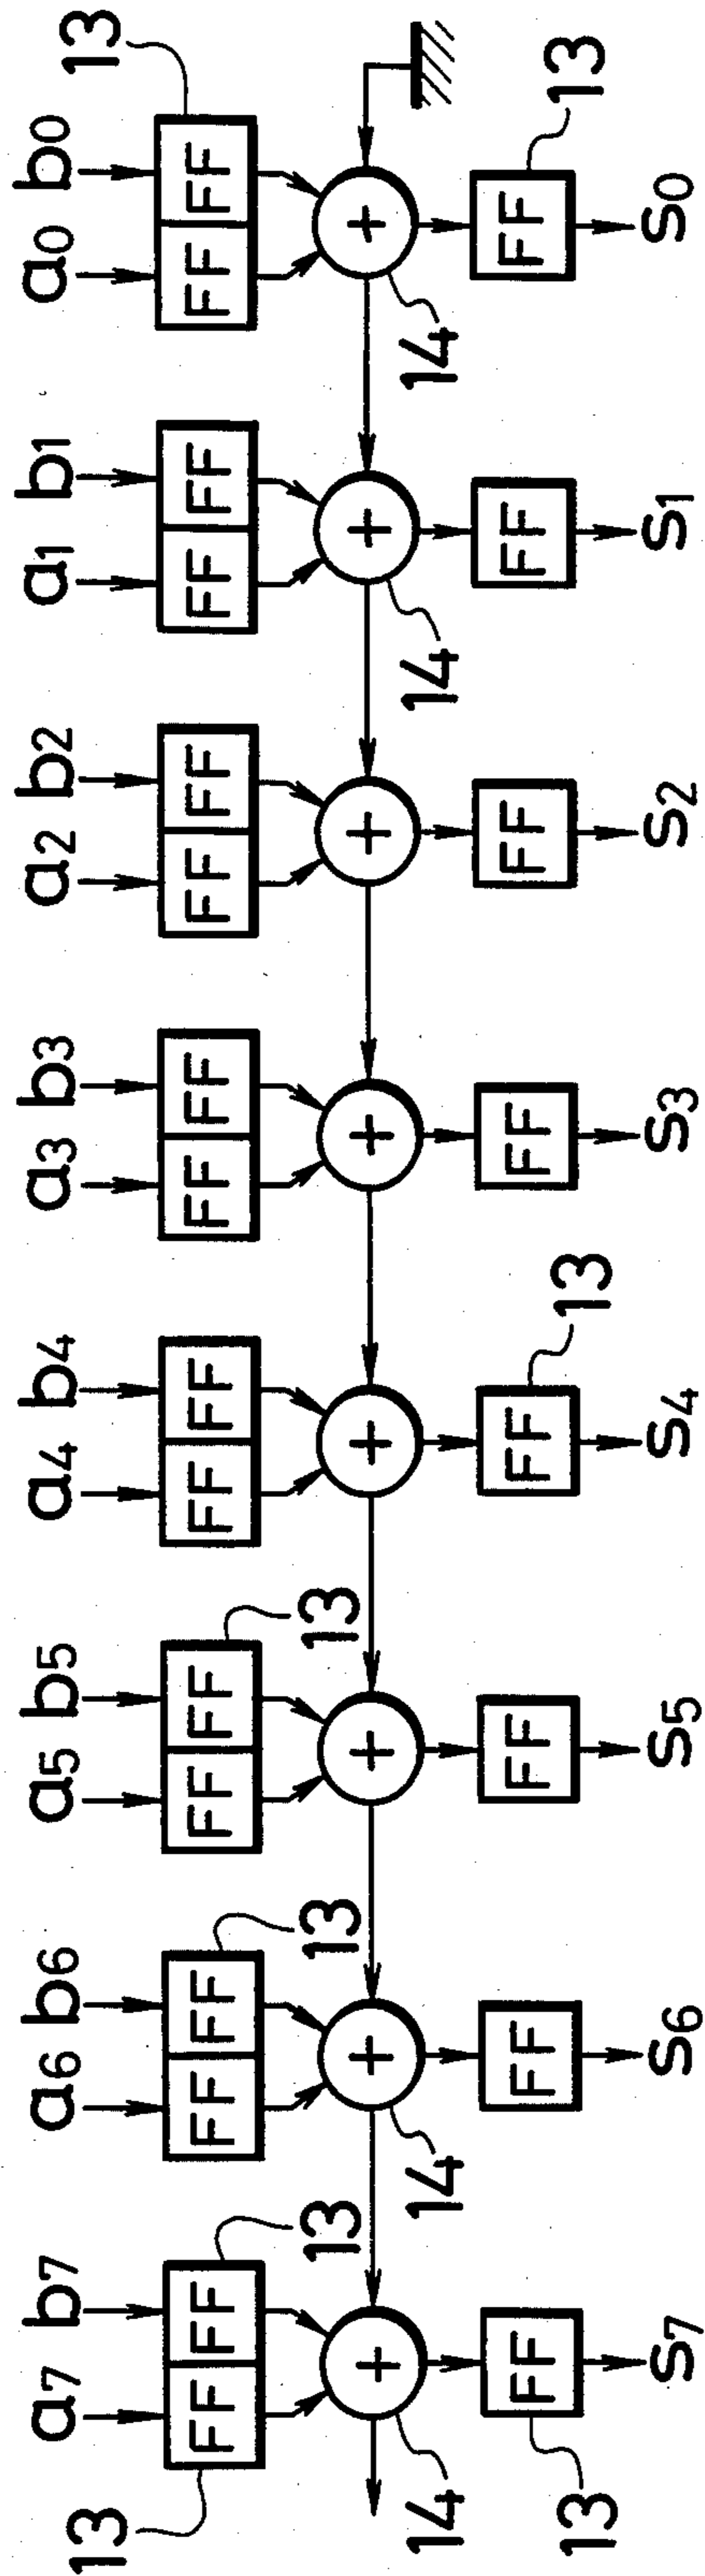 13
a7 b7 a6 b6 a5 b5 a4 b4 a3 b3 a2 b2 a1 b1 a0 b0
13
FF FF FF FF FF FF FF FF FF FF FF FF FF FF FF FF
13 13 13
+ + + + + + + +
14 14 14 14
13 13
FF FF FF FF FF FF FF FF
13
S7 S6 S5 S4 S3 S2 S1 S0